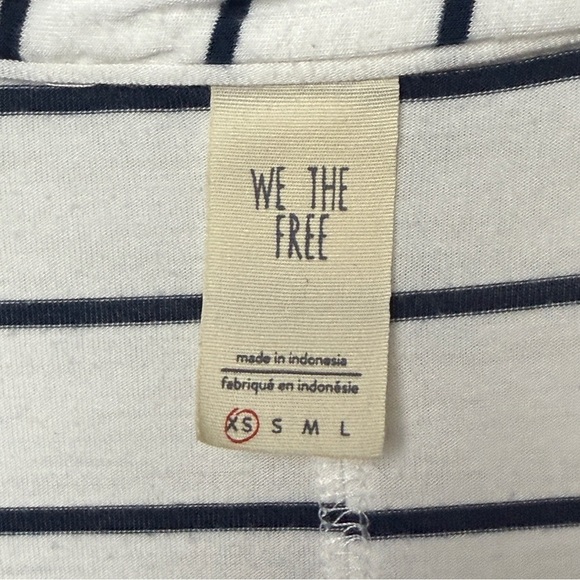 WE THE
FREE
made in indonesia
fabriqué en indonésie
XS S M L